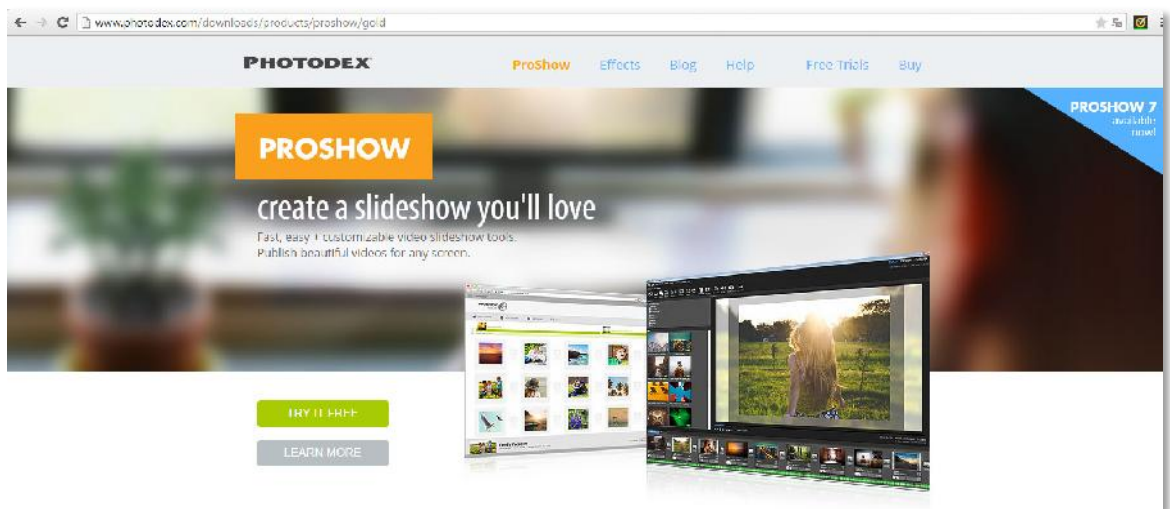 www.photodex.com/downloads/products/proshow/gold
PHOTODEX
ProShow Effects Blog Help Free Trials Buy
PROSHOW 7
available
now!
PROSHOW
create a slideshow you'll love
Fast, easy + customizable video slideshow tools.
Publish beautiful videos for any screen.
TRY IT FREE
LEARN MORE